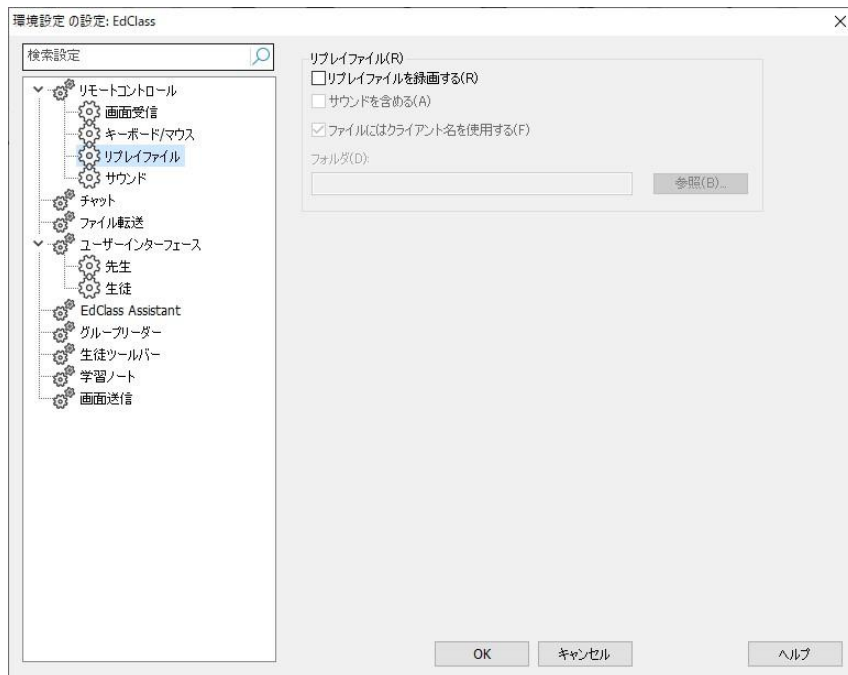 環境設定 の設定: EdClass
検索設定
リモートコントロール
画面受信
キーボード/マウス
リプレイファイル
サウンド
チャット
ファイル転送
ユーザーインターフェース
先生
生徒
EdClass Assistant
グループリーダー
生徒ツールバー
学習ノート
画面送信
リプレイファイル(R)
リプレイファイルを録画する(R)
サウンドを含める(A)
ファイルにはクライアント名を使用する(F)
フォルダ(D):
参照(B)...
OK
キャンセル
ヘルプ